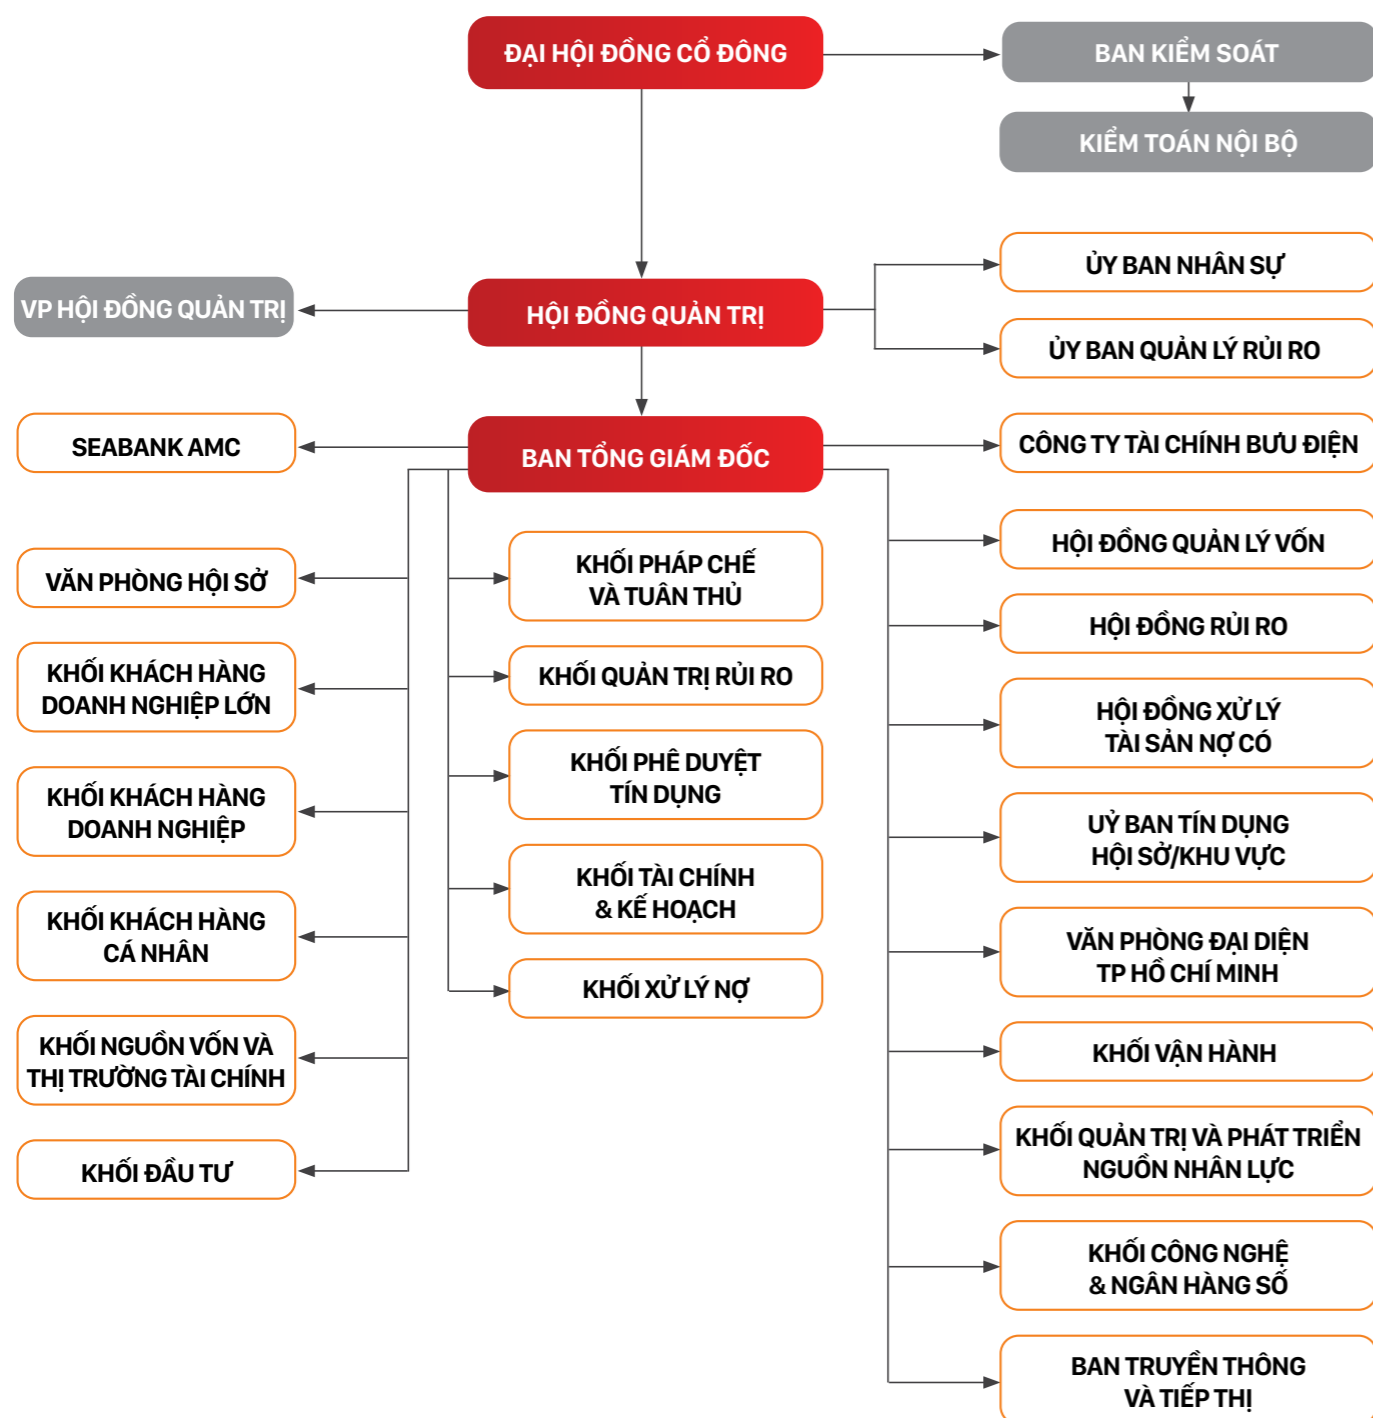 ĐẠI HỘI ĐỒNG CỔ ĐÔNG
BAN KIỂM SOÁT
KIỂM TOÁN NỘI BỘ
VP HỘI ĐỒNG QUẢN TRỊ
HỘI ĐỒNG QUẢN TRỊ
ỦY BAN NHÂN SỰ
ỦY BAN QUẢN LÝ RỦI RO
SEABANK AMC
BAN TỔNG GIÁM ĐỐC
CÔNG TY TÀI CHÍNH BƯU ĐIỆN
VĂN PHÒNG HỘI SỞ
KHỐI KHÁCH HÀNG
DOANH NGHIỆP LỚN
KHỐI KHÁCH HÀNG
DOANH NGHIỆP
KHỐI KHÁCH HÀNG
CÁ NHÂN
KHỐI NGUỒN VỐN VÀ
THỊ TRƯỜNG TÀI CHÍNH
KHỐI ĐẦU TƯ
KHỐI PHÁP CHẾ
VÀ TUÂN THỦ
KHỐI QUẢN TRỊ RỦI RO
KHỐI PHÊ DUYỆT
TÍN DỤNG
KHỐI TÀI CHÍNH
& KẾ HOẠCH
KHỐI XỬ LÝ NỢ
HỘI ĐỒNG QUẢN LÝ VỐN
HỘI ĐỒNG RỦI RO
HỘI ĐỒNG XỬ LÝ
TÀI SẢN NỢ CÓ
UỶ BAN TÍN DỤNG
HỘI SỞ/KHU VỰC
VĂN PHÒNG ĐẠI DIỆN
TP HỒ CHÍ MINH
KHỐI VẬN HÀNH
KHỐI QUẢN TRỊ VÀ PHÁT TRIỂN
NGUỒN NHÂN LỰC
KHỐI CÔNG NGHỆ
& NGÂN HÀNG SỐ
BAN TRUYỀN THÔNG
VÀ TIẾP THỊ